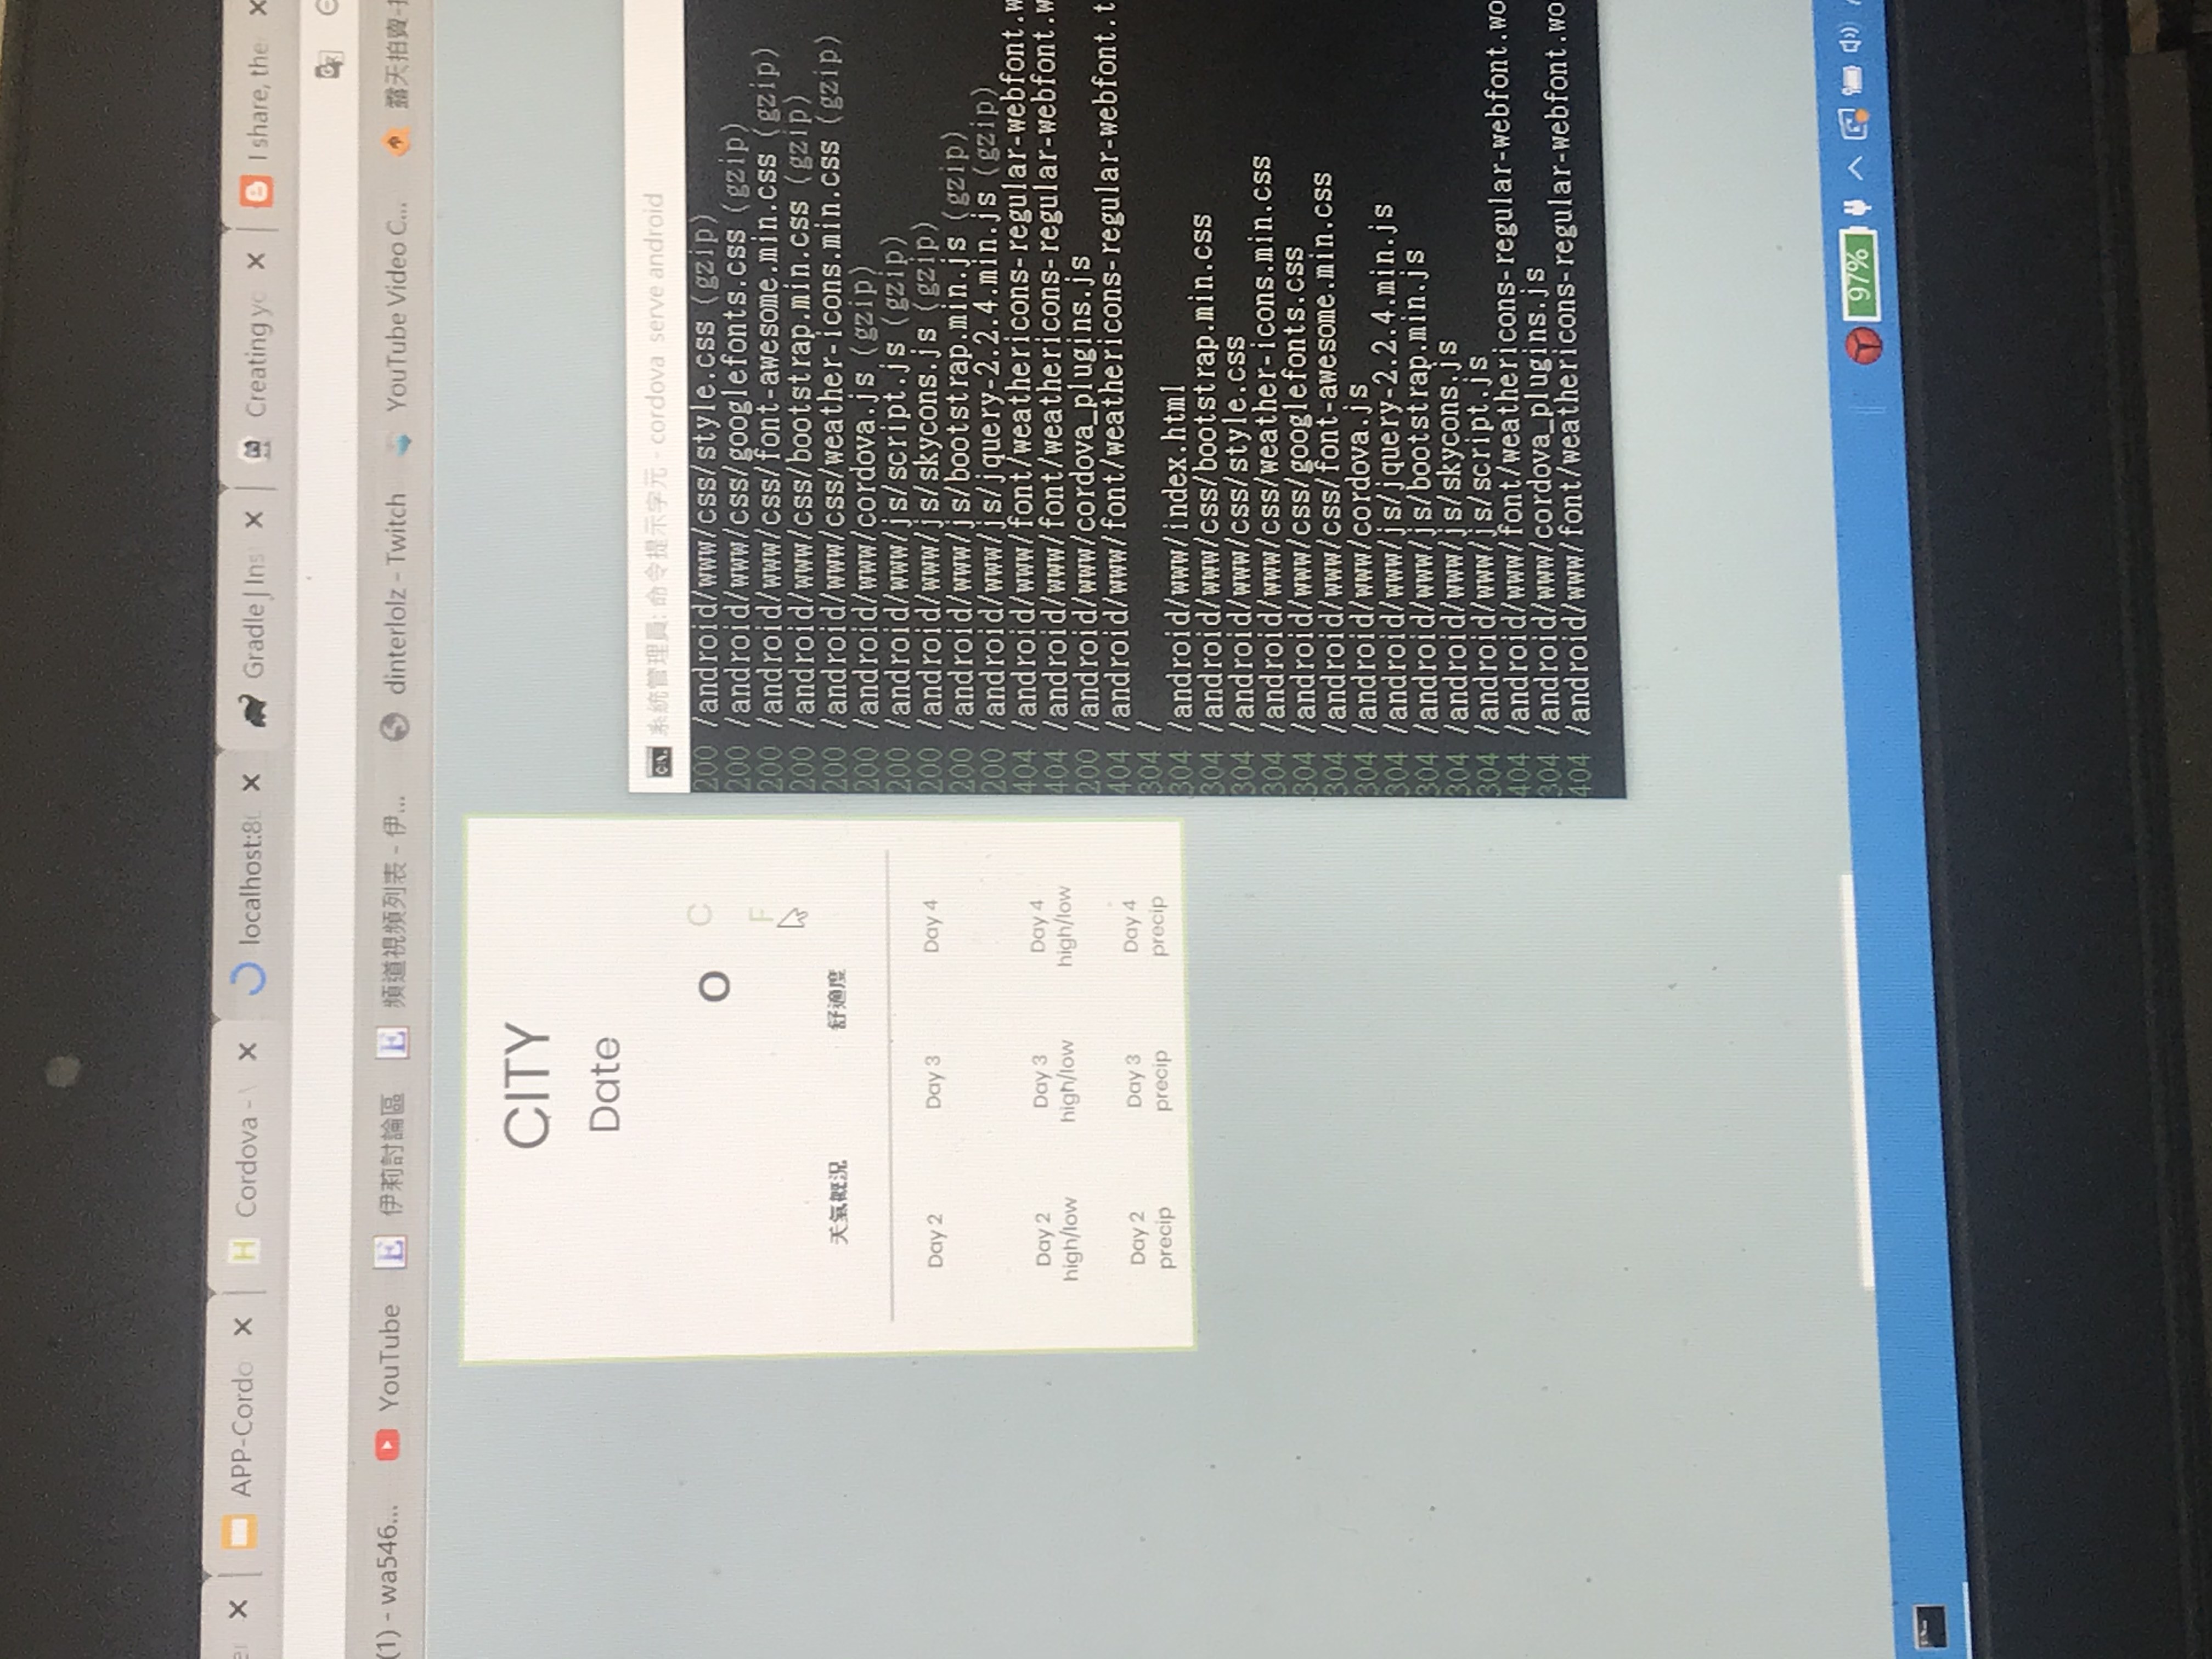 APP-Cordo
Cordova -
localhost:80
Gradle | Ins
Creating yo
I share, the
(1) - wa546...
YouTube
伊莉討論區
頻道視頻列表 - 伊...
dinterlolz - Twitch
YouTube Video C...
露天拍賣-
CITY
Date
O
C
F
天氣概況
舒適度
Day 2
Day 3
Day 4
Day 2
high/low
Day 3
high/low
Day 4
high/low
Day 2
precip
Day 3
precip
Day 4
precip
系統管理員: 命令提示字元 - cordova serve android
200 /android/www/css/style.css (gzip)
200 /android/www/css/googlefonts.css (gzip)
200 /android/www/css/font-awesome.min.css (gzip)
200 /android/www/css/bootstrap.min.css (gzip)
200 /android/www/css/weather-icons.min.css (gzip)
200 /android/www/cordova.js (gzip)
200 /android/www/js/script.js (gzip)
200 /android/www/js/skycons.js (gzip)
200 /android/www/js/bootstrap.min.js (gzip)
200 /android/www/js/jquery-2.2.4.min.js (gzip)
404 /android/www/font/weathericons-regular-webfont.w
404 /android/www/font/weathericons-regular-webfont.w
200 /android/www/cordova_plugins.js
404 /android/www/font/weathericons-regular-webfont.t
304 /
304 /android/www/index.html
304 /android/www/css/bootstrap.min.css
304 /android/www/css/style.css
304 /android/www/css/weather-icons.min.css
304 /android/www/css/googlefonts.css
304 /android/www/css/font-awesome.min.css
304 /android/www/cordova.js
304 /android/www/js/jquery-2.2.4.min.js
304 /android/www/js/bootstrap.min.js
304 /android/www/js/skycons.js
304 /android/www/js/script.js
404 /android/www/font/weathericons-regular-webfont.wo
304 /android/www/cordova_plugins.js
404 /android/www/font/weathericons-regular-webfont.wo
97%